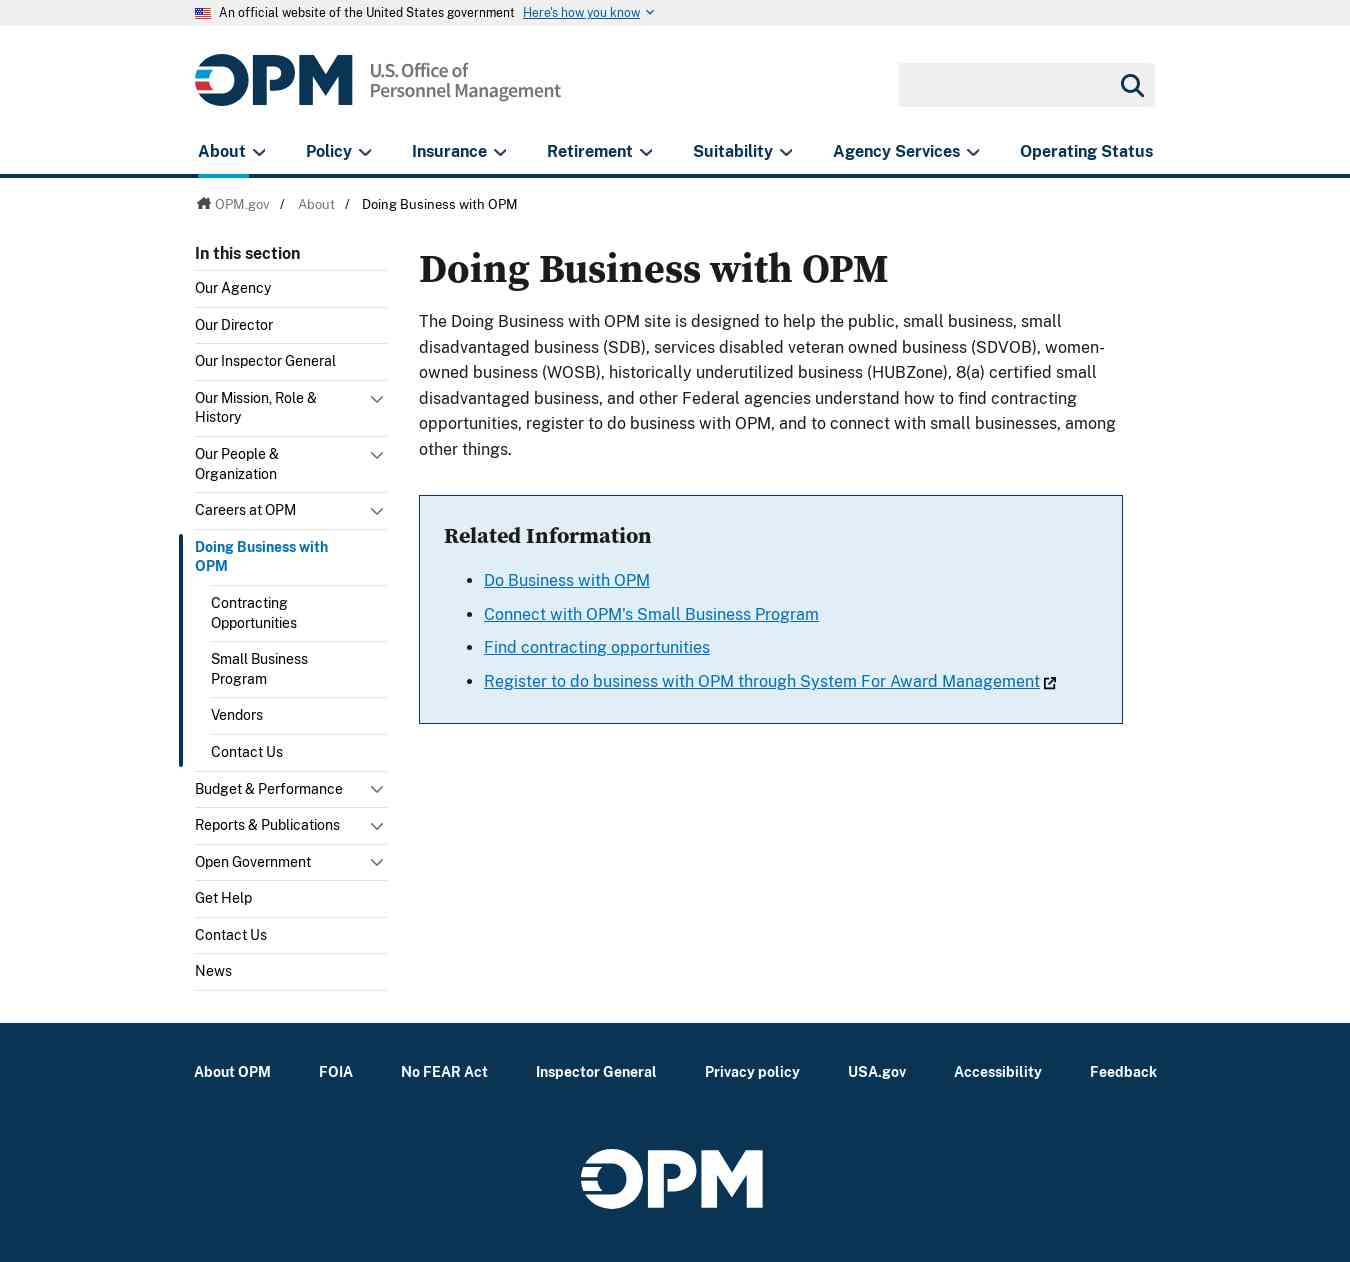 An official website of the United States government Here's how you know
OPM U.S. Office of
Personnel Management
About Policy Insurance Retirement Suitability Agency Services Operating Status
OPM.gov / About / Doing Business with OPM
In this section
Our Agency
Our Director
Our Inspector General
Our Mission, Role &
History
Our People &
Organization
Careers at OPM
Doing Business with
OPM
Contracting
Opportunities
Small Business
Program
Vendors
Contact Us
Budget & Performance
Reports & Publications
Open Government
Get Help
Contact Us
News
Doing Business with OPM
The Doing Business with OPM site is designed to help the public, small business, small
disadvantaged business (SDB), services disabled veteran owned business (SDVOB), women-
owned business (WOSB), historically underutilized business (HUBZone), 8(a) certified small
disadvantaged business, and other Federal agencies understand how to find contracting
opportunities, register to do business with OPM, and to connect with small businesses, among
other things.
Related Information
• Do Business with OPM
• Connect with OPM's Small Business Program
• Find contracting opportunities
• Register to do business with OPM through System For Award Management
About OPM FOIA No FEAR Act Inspector General Privacy policy USA.gov Accessibility Feedback
OPM